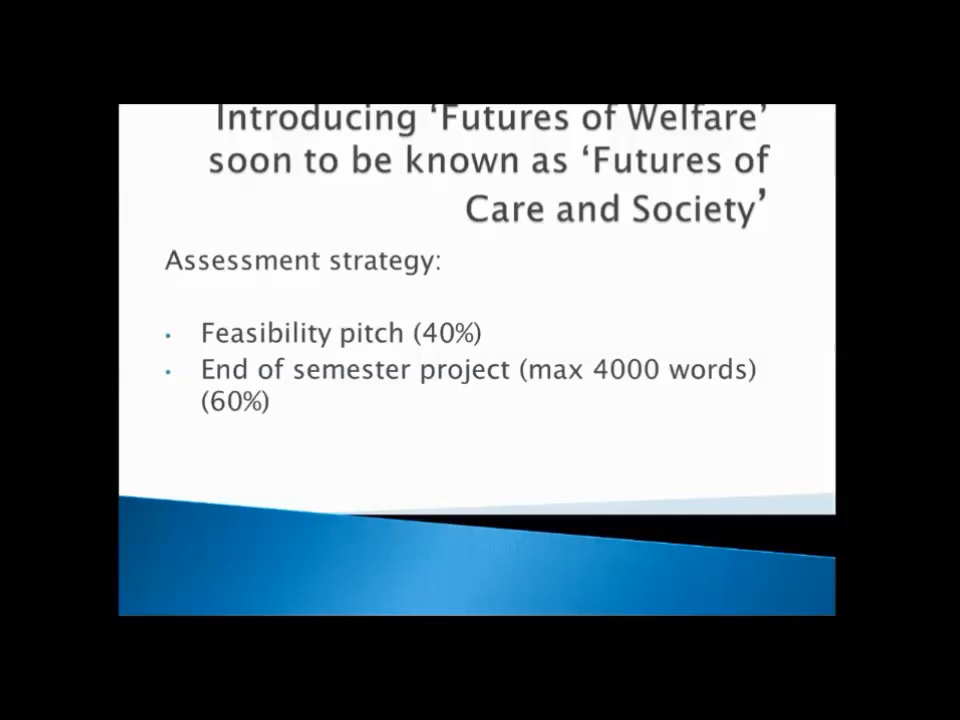 Introducing ‘Futures of Welfare’
soon to be known as ‘Futures of
Care and Society’
Assessment strategy:
• Feasibility pitch (40%)
• End of semester project (max 4000 words)
(60%)